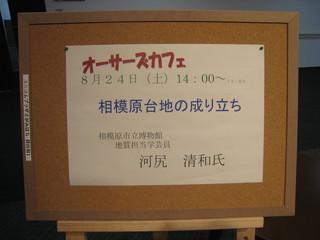 オーサーズカフェ
8月24日（土）14：00～
相模原台地の成り立ち
相模原市立博物館
地質担当学芸員
河尻　清和氏